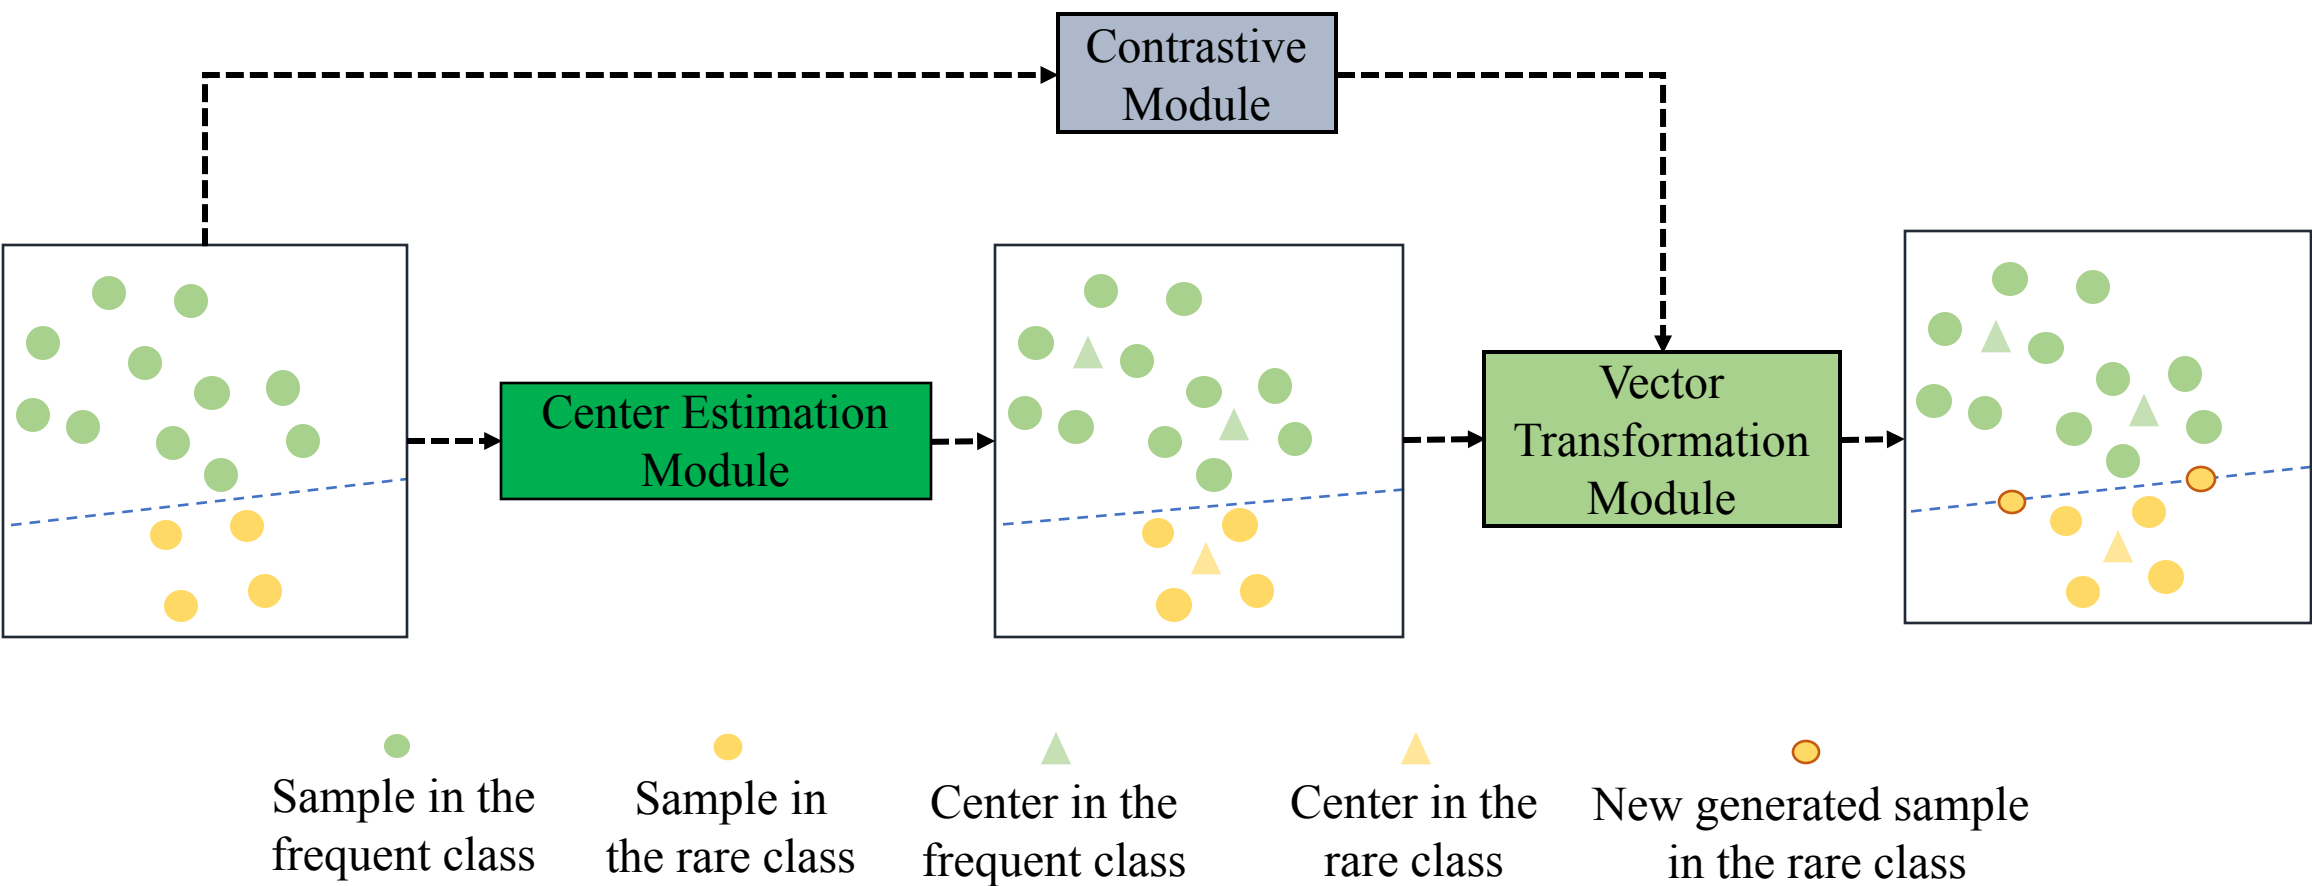 Contrastive
Module
Center Estimation
Module
Vector
Transformation
Module
Sample in the
frequent class
Sample in
the rare class
Center in the
frequent class
Center in the
rare class
New generated sample
in the rare class